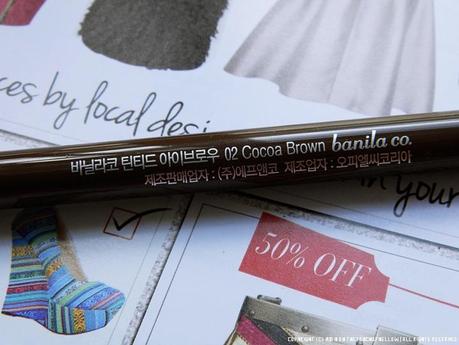 ces by local desi
바닐라코 틴티드 아이브로우 02 Cocoa Brown banila co.
제조판매업자 : (주)에프앤코 제조업자 : 오피엘씨코리아
in your
50% OFF